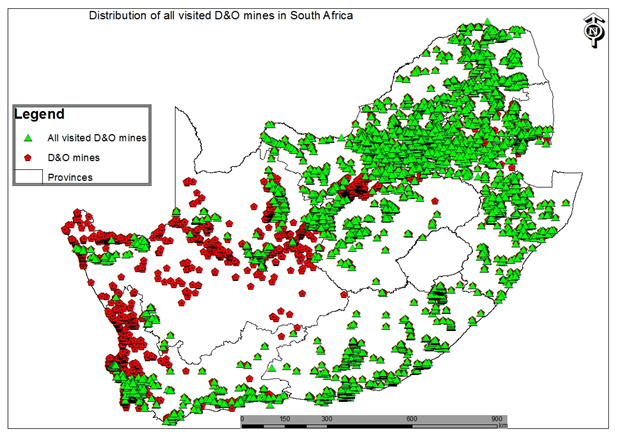 Distribution of all visited D&O mines in South Africa
N
Legend
All visited D&O mines
D&O mines
Provinces
0 150 300 600 900
km